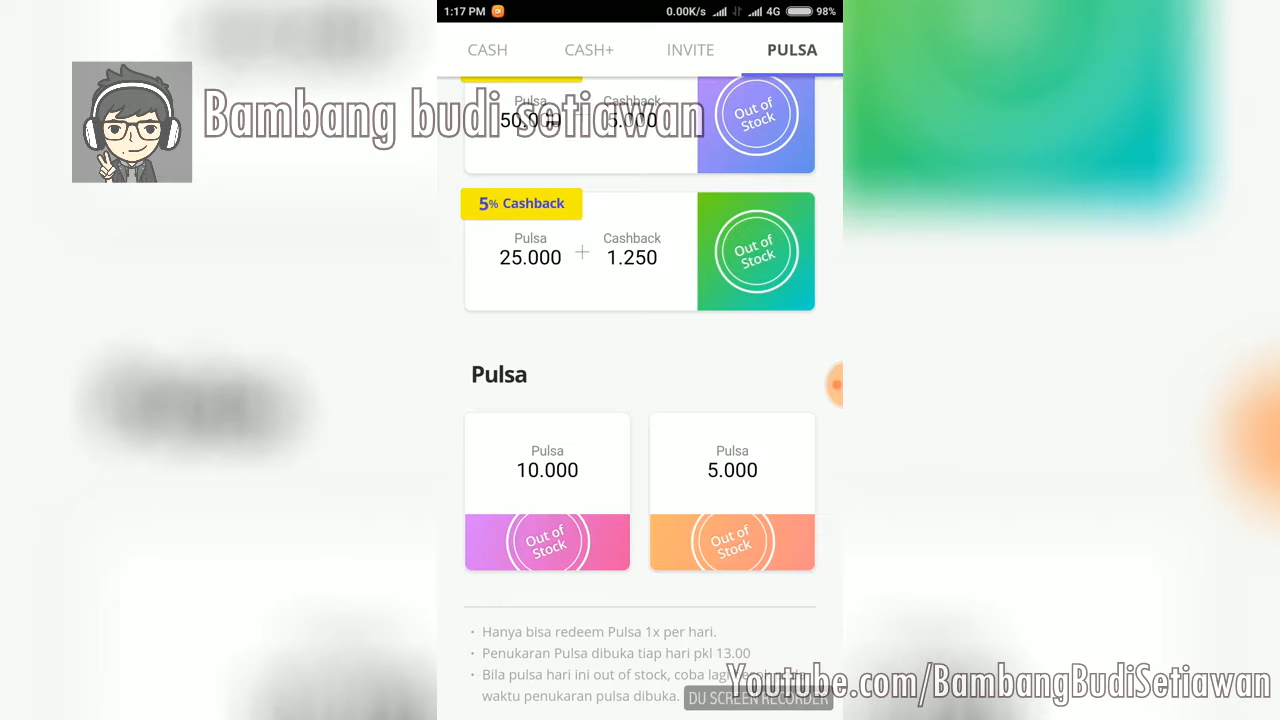 1:17 PM 0.00K/s 4G 98%
CASH CASH+ INVITE PULSA
Bambang budi setiawan
Pulsa Cashback
50.000 5.000
Out of
Stock
5% Cashback
Pulsa Cashback
25.000 + 1.250
Out of
Stock
Pulsa
Pulsa
10.000
Out of
Stock
Pulsa
5.000
Out of
Stock
• Hanya bisa redeem Pulsa 1x per hari.
• Penukaran Pulsa dibuka tiap hari pkl 13.00
• Bila pulsa hari ini out of stock, coba lagi
waktu penukaran pulsa dibuka.
Youtube.com/BambangBudiSetiawan
DU SCREEN RECORDER